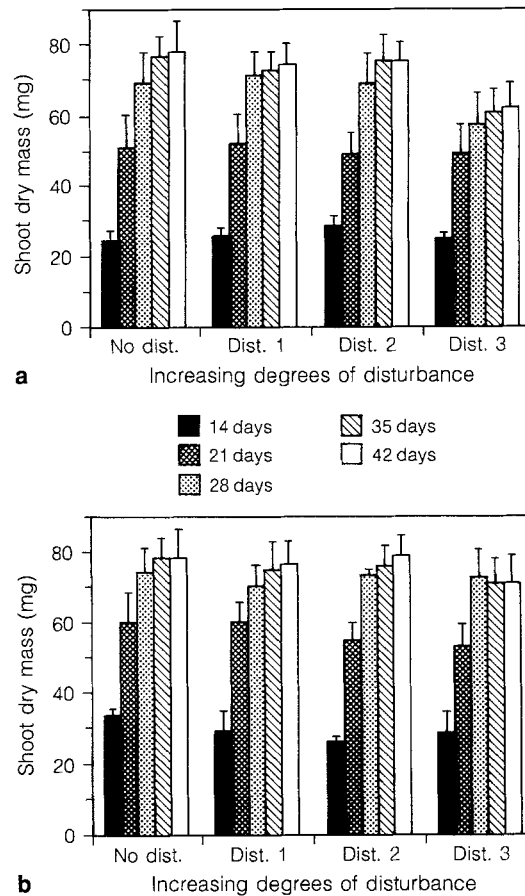 Shoot dry mass (mg)
80
60
40
20
0
No dist. Dist. 1 Dist. 2 Dist. 3
a Increasing degrees of disturbance
14 days 35 days
21 days 42 days
28 days
Shoot dry mass (mg)
80
60
40
20
0
No dist. Dist. 1 Dist. 2 Dist. 3
b Increasing degrees of disturbance